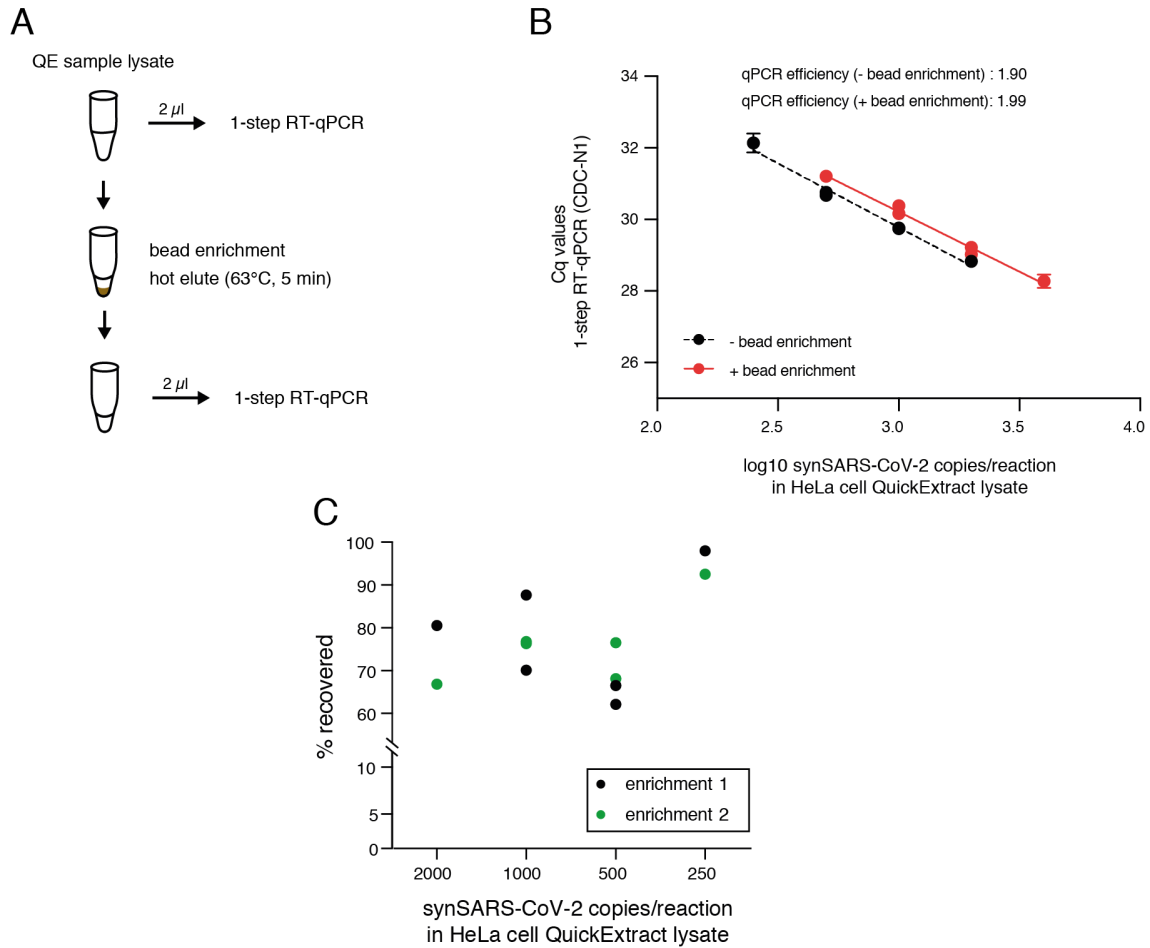 A
QE sample lysate
2 µl
1-step RT-qPCR
bead enrichment
hot elute (63°C, 5 min)
2 µl
1-step RT-qPCR
B
qPCR efficiency (- bead enrichment) : 1.90
qPCR efficiency (+ bead enrichment): 1.99
Cq values
1-step RT-qPCR (CDC-N1)
34
32
30
28
26
- bead enrichment
+ bead enrichment
2.0 2.5 3.0 3.5 4.0
log10 synSARS-CoV-2 copies/reaction
in HeLa cell QuickExtract lysate
C
% recovered
100
90
80
70
60
10
5
0
enrichment 1
enrichment 2
2000 1000 500 250
synSARS-CoV-2 copies/reaction
in HeLa cell QuickExtract lysate